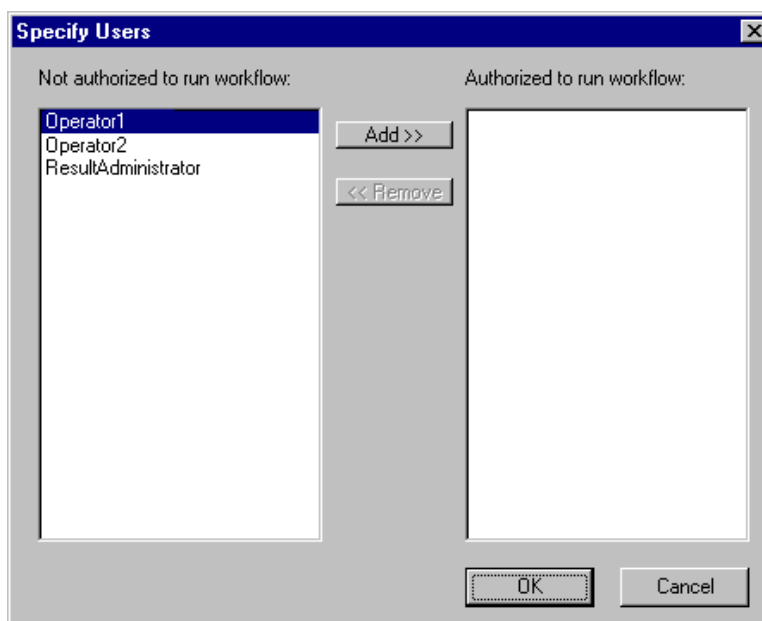 Specify Users
Not authorized to run workflow:
Authorized to run workflow:
Operator1
Operator2
ResultAdministrator
Add >>
<< Remove
OK
Cancel